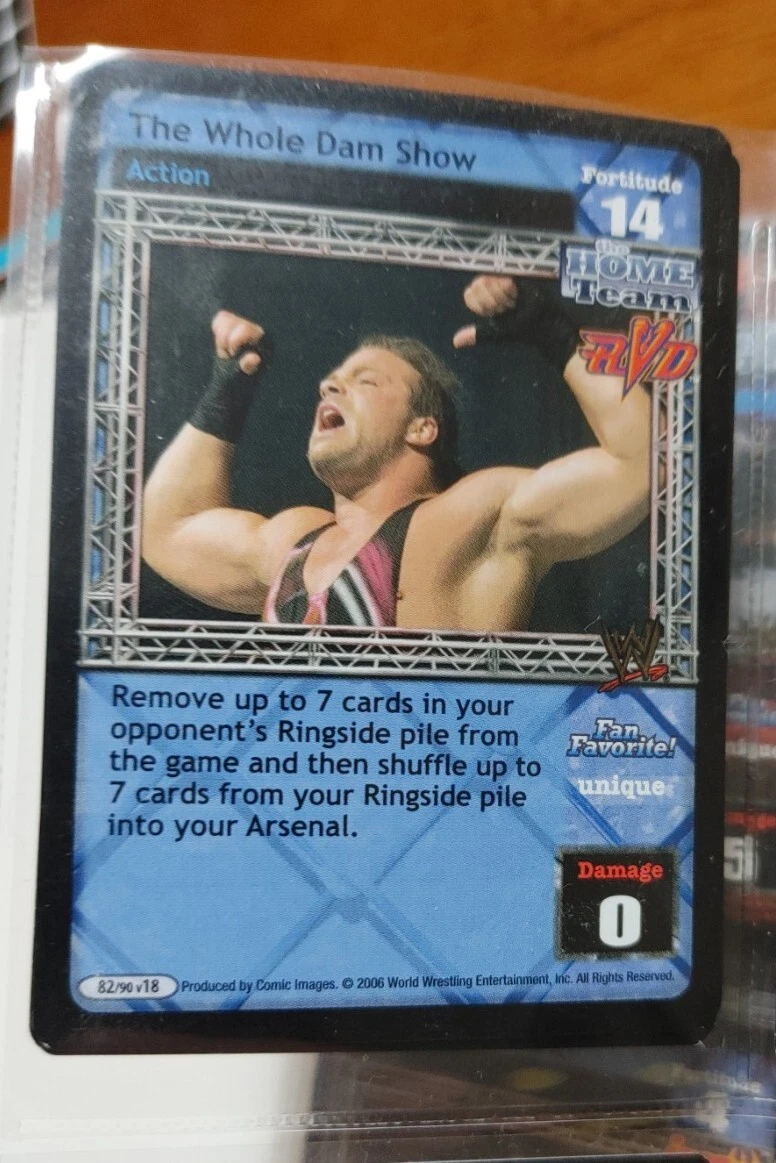 The Whole Dam Show
Action
Fortitude
14
the
HOME
Team
RVD
W
Remove up to 7 cards in your
opponent's Ringside pile from
the game and then shuffle up to
7 cards from your Ringside pile
into your Arsenal.
Fan
Favorite!
unique
Damage
0
82/90 v18
Produced by Comic Images. © 2006 World Wrestling Entertainment, Inc. All Rights Reserved.